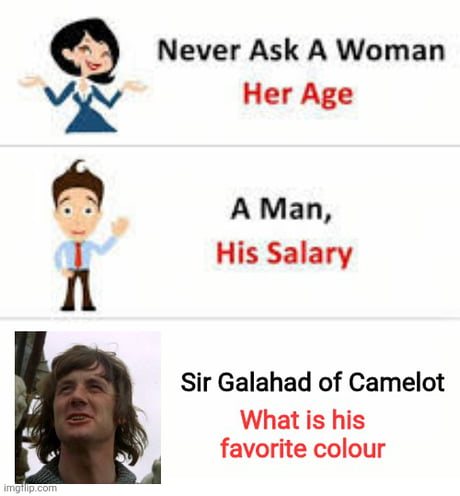 Never Ask A Woman
Her Age
A Man,
His Salary
Sir Galahad of Camelot
What is his
favorite colour
imgflip.com